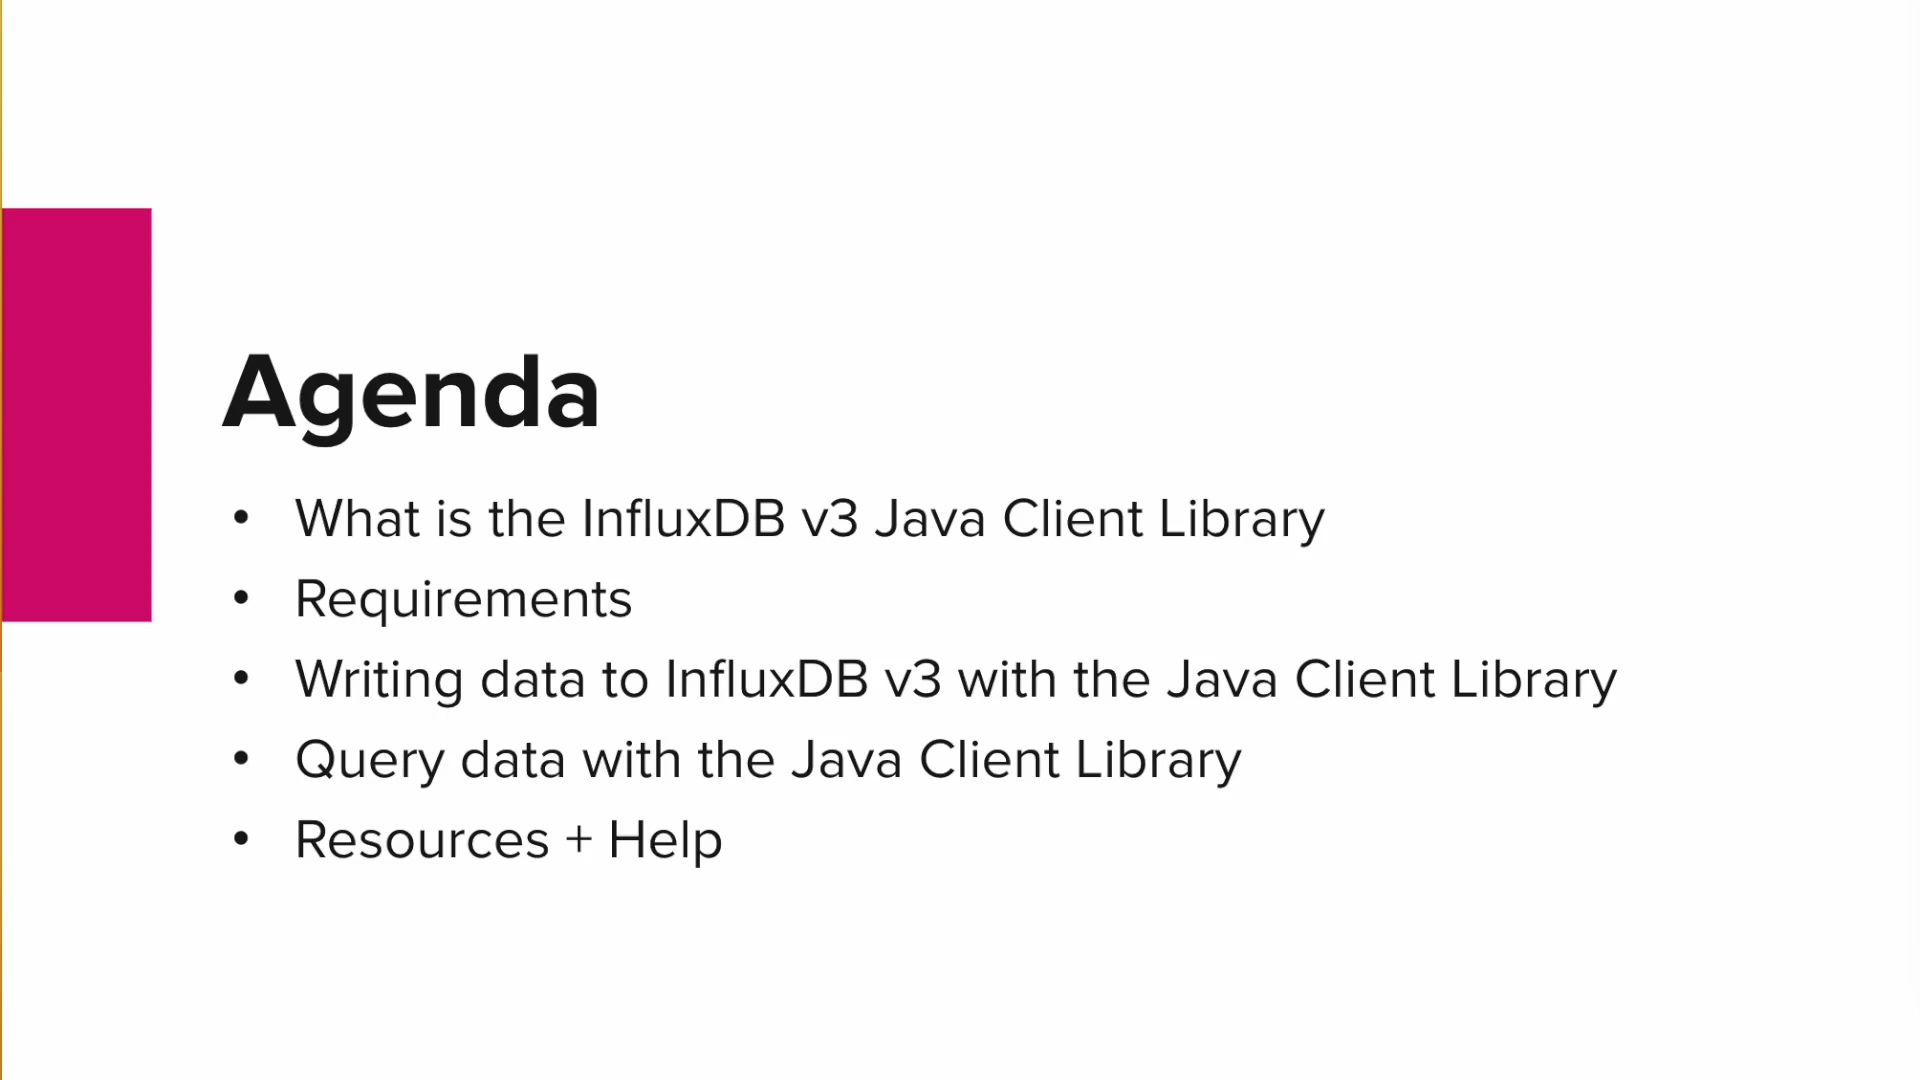 Agenda
• What is the InfluxDB v3 Java Client Library
• Requirements
• Writing data to InfluxDB v3 with the Java Client Library
• Query data with the Java Client Library
• Resources + Help